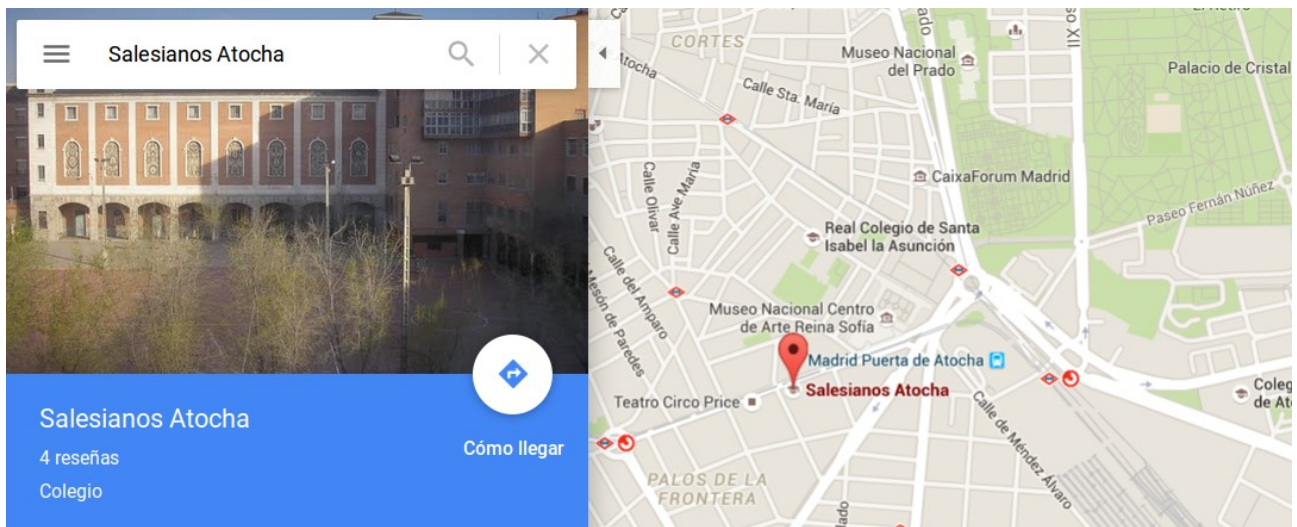 Salesianos Atocha
Salesianos Atocha
4 reseñas
Colegio
Cómo llegar
CORTES
Atocha
Calle Sta. María
Museo Nacional
del Prado
so XII
Palacio de Cristal
Calle Olivar
Calle Ave María
CaixaForum Madrid
Paseo Fernán Núñez
Real Colegio de Santa
Isabel la Asunción
Calle del Amparo
Mesón de Paredes
Museo Nacional Centro
de Arte Reina Sofía
Madrid Puerta de Atocha
Salesianos Atocha
Teatro Circo Price
Coleg
de Ato
Calle de Méndez Álvaro
PALOS DE LA
FRONTERA